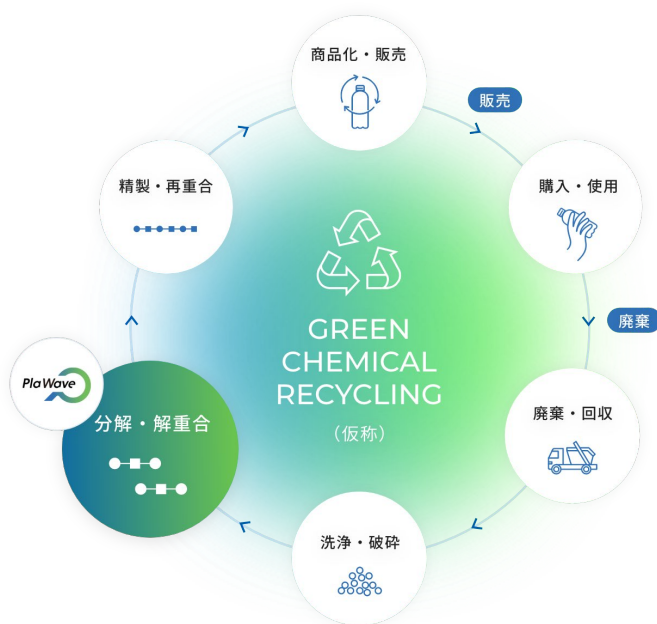 商品化・販売
販売
精製・再重合
購入・使用
GREEN
CHEMICAL
RECYCLING
（仮称）
廃棄
PlaWave
分解・解重合
廃棄・回収
洗浄・破砕